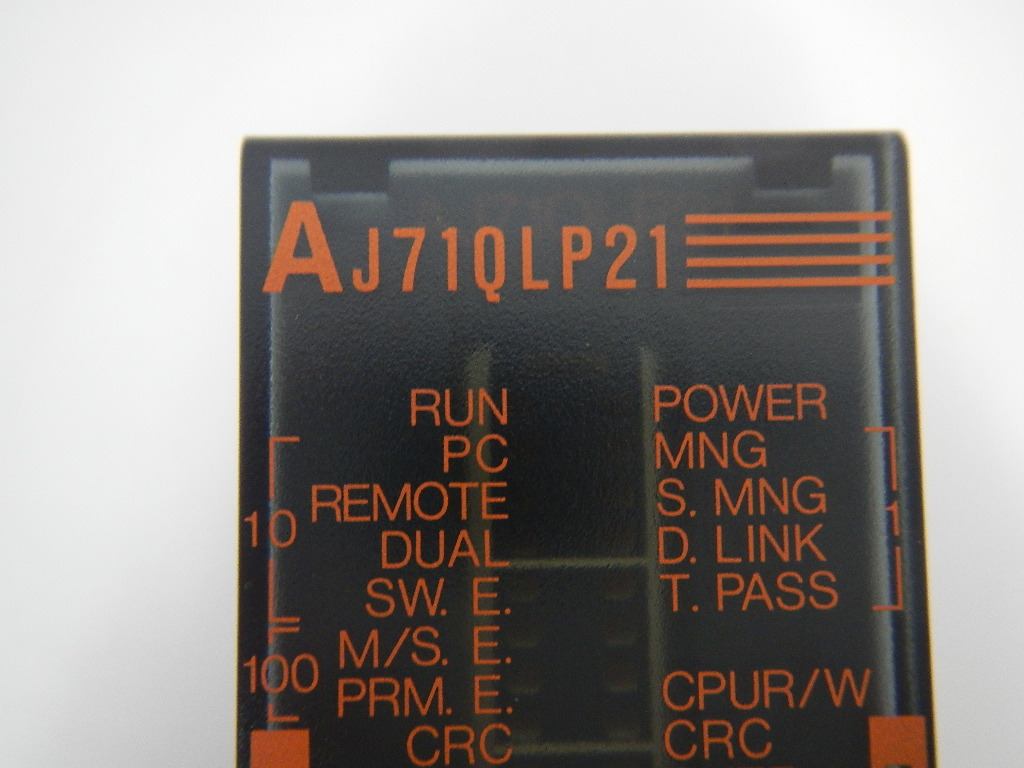 AJ71QLP21
RUN POWER
PC MNG
REMOTE S. MNG
10 DUAL D. LINK 1
SW. E. T. PASS
M/S. E.
100 PRM. E. CPUR/W
CRC CRC